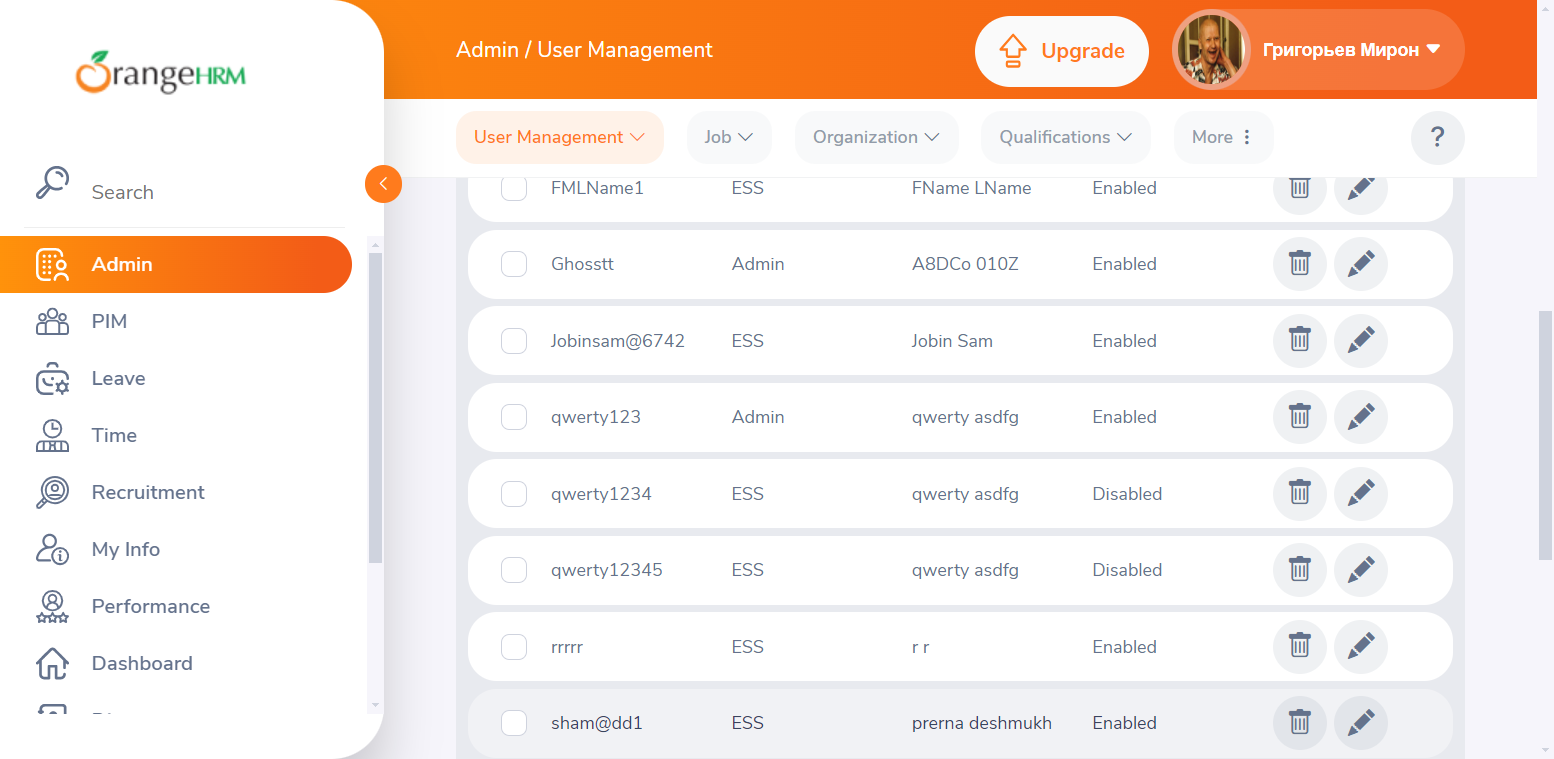 OrangeHRM
Admin / User Management
Upgrade
Григорьев Мирон
User Management
Job
Organization
Qualifications
More
?
Search
Admin
PIM
Leave
Time
Recruitment
My Info
Performance
Dashboard
FMLName1 ESS FName LName Enabled
Ghosstt Admin A8DCo 010Z Enabled
Jobinsam@6742 ESS Jobin Sam Enabled
qwerty123 Admin qwerty asdfg Enabled
qwerty1234 ESS qwerty asdfg Disabled
qwerty12345 ESS qwerty asdfg Disabled
rrrrr ESS r r Enabled
sham@dd1 ESS prerna deshmukh Enabled